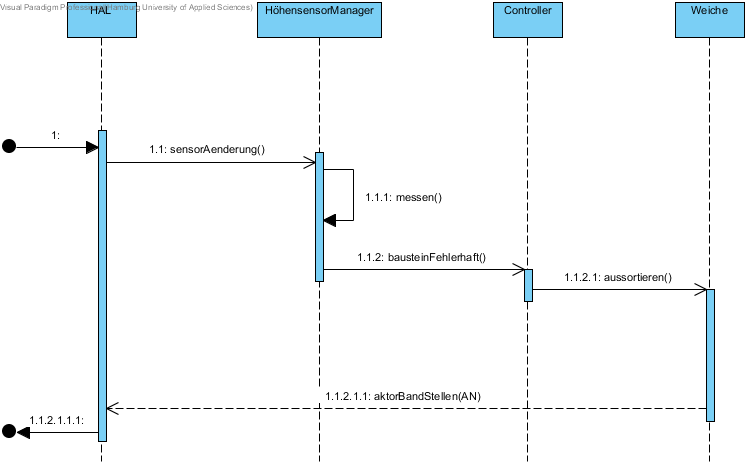 Visual Paradigm Professional(Hamburg University of Applied Sciences)
HAL
HöhensensorManager
Controller
Weiche
1:
1.1: sensorAenderung()
1.1.1: messen()
1.1.2: bausteinFehlerhaft()
1.1.2.1: aussortieren()
1.1.2.1.1: aktorBandStellen(AN)
1.1.2.1.1.1: